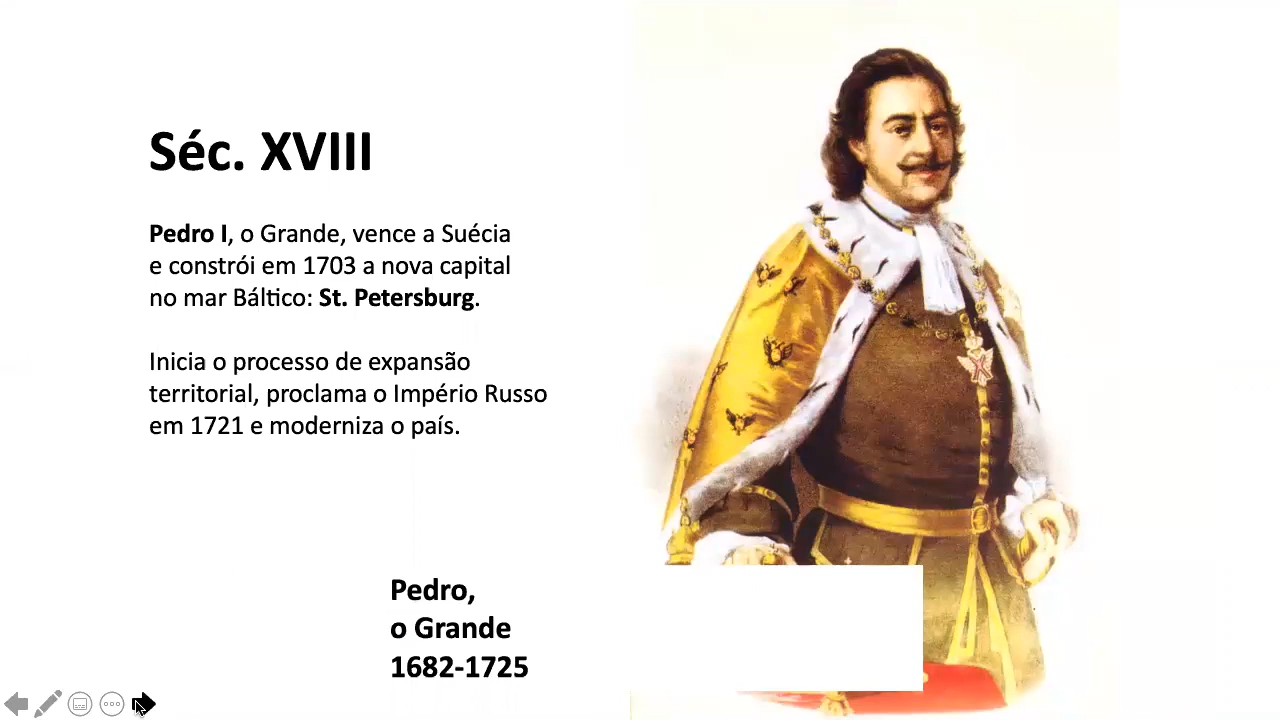 Séc. XVIII
Pedro I, o Grande, vence a Suécia
e constrói em 1703 a nova capital
no mar Báltico: St. Petersburg.
Inicia o processo de expansão
territorial, proclama o Império Russo
em 1721 e moderniza o país.
Pedro,
o Grande
1682-1725